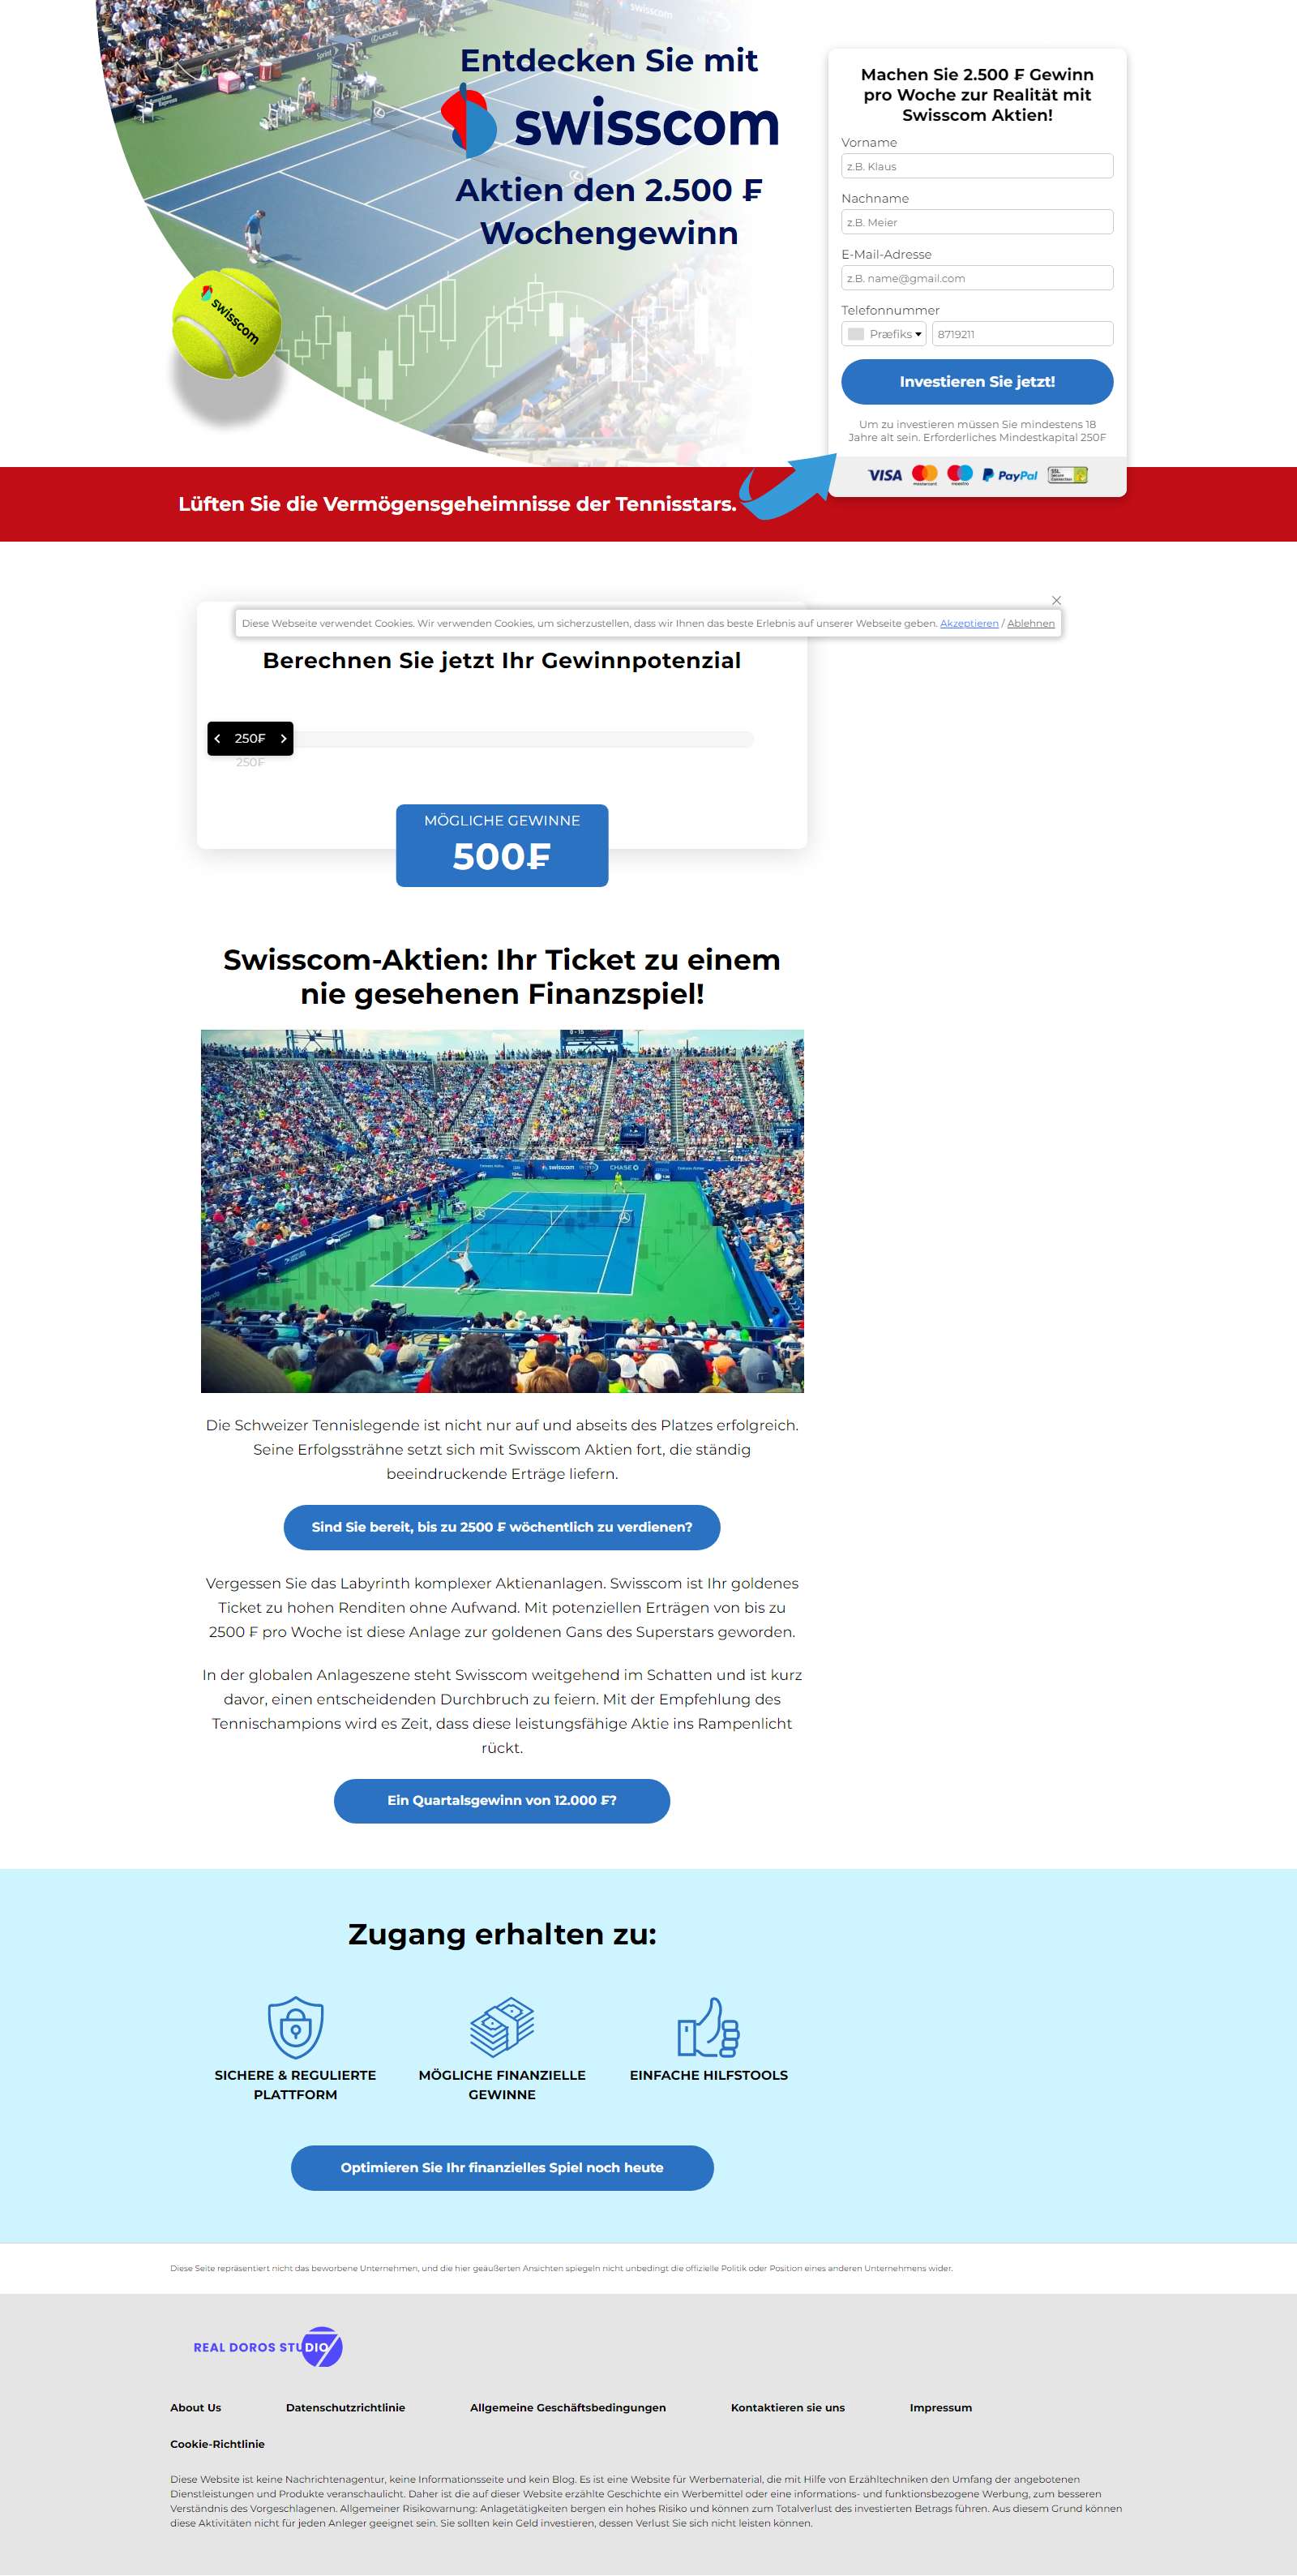 Entdecken Sie mit
swisscom
Aktien den 2.500 ₣
Wochengewinn
swisscom
Machen Sie 2.500 ₣ Gewinn
pro Woche zur Realität mit
Swisscom Aktien!
Vorname
z.B. Klaus
Nachname
z.B. Meier
E-Mail-Adresse
z.B. name@gmail.com
Telefonnummer
Præfiks
8719211
Investieren Sie jetzt!
Um zu investieren müssen Sie mindestens 18
Jahre alt sein. Erforderliches Mindestkapital 250₣
VISA mastercard maestro PayPal
Lüften Sie die Vermögensgeheimnisse der Tennisstars.
Diese Webseite verwendet Cookies. Wir verwenden Cookies, um sicherzustellen, dass wir Ihnen das beste Erlebnis auf unserer Webseite geben. Akzeptieren / Ablehnen
Berechnen Sie jetzt Ihr Gewinnpotenzial
250₣
250₣
MÖGLICHE GEWINNE
500₣
Swisscom-Aktien: Ihr Ticket zu einem
nie gesehenen Finanzspiel!
swisscom
CHASE
Die Schweizer Tennislegende ist nicht nur auf und abseits des Platzes erfolgreich.
Seine Erfolgssträhne setzt sich mit Swisscom Aktien fort, die ständig
beeindruckende Erträge liefern.
Sind Sie bereit, bis zu 2500 ₣ wöchentlich zu verdienen?
Vergessen Sie das Labyrinth komplexer Aktienanlagen. Swisscom ist Ihr goldenes
Ticket zu hohen Renditen ohne Aufwand. Mit potenziellen Erträgen von bis zu
2500 ₣ pro Woche ist diese Anlage zur goldenen Gans des Superstars geworden.
In der globalen Anlageszene steht Swisscom weitgehend im Schatten und ist kurz
davor, einen entscheidenden Durchbruch zu feiern. Mit der Empfehlung des
Tennischampions wird es Zeit, dass diese leistungsfähige Aktie ins Rampenlicht
rückt.
Ein Quartalsgewinn von 12.000 ₣?
Zugang erhalten zu:
SICHERE & REGULIERTE
PLATTFORM
MÖGLICHE FINANZIELLE
GEWINNE
EINFACHE HILFSTOOLS
Optimieren Sie Ihr finanzielles Spiel noch heute
Diese Seite repräsentiert nicht das beworbene Unternehmen, und die hier geäußerten Ansichten spiegeln nicht unbedingt die offizielle Politik oder Position eines anderen Unternehmens wider.
REAL DOROS STUDIO
About Us
Datenschutzrichtlinie
Allgemeine Geschäftsbedingungen
Kontaktieren sie uns
Impressum
Cookie-Richtlinie
Diese Website ist keine Nachrichtenagentur, keine Informationsseite und kein Blog. Es ist eine Website für Werbematerial, die mit Hilfe von Erzähltechniken den Umfang der angebotenen
Dienstleistungen und Produkte veranschaulicht. Daher ist die auf dieser Website erzählte Geschichte ein Werbemittel oder eine informations- und funktionsbezogene Werbung, zum besseren
Verständnis des Vorgeschlagenen. Allgemeiner Risikowarnung: Anlagetätigkeiten bergen ein hohes Risiko und können zum Totalverlust des investierten Betrags führen. Aus diesem Grund können
diese Aktivitäten nicht für jeden Anleger geeignet sein. Sie sollten kein Geld investieren, dessen Verlust Sie sich nicht leisten können.